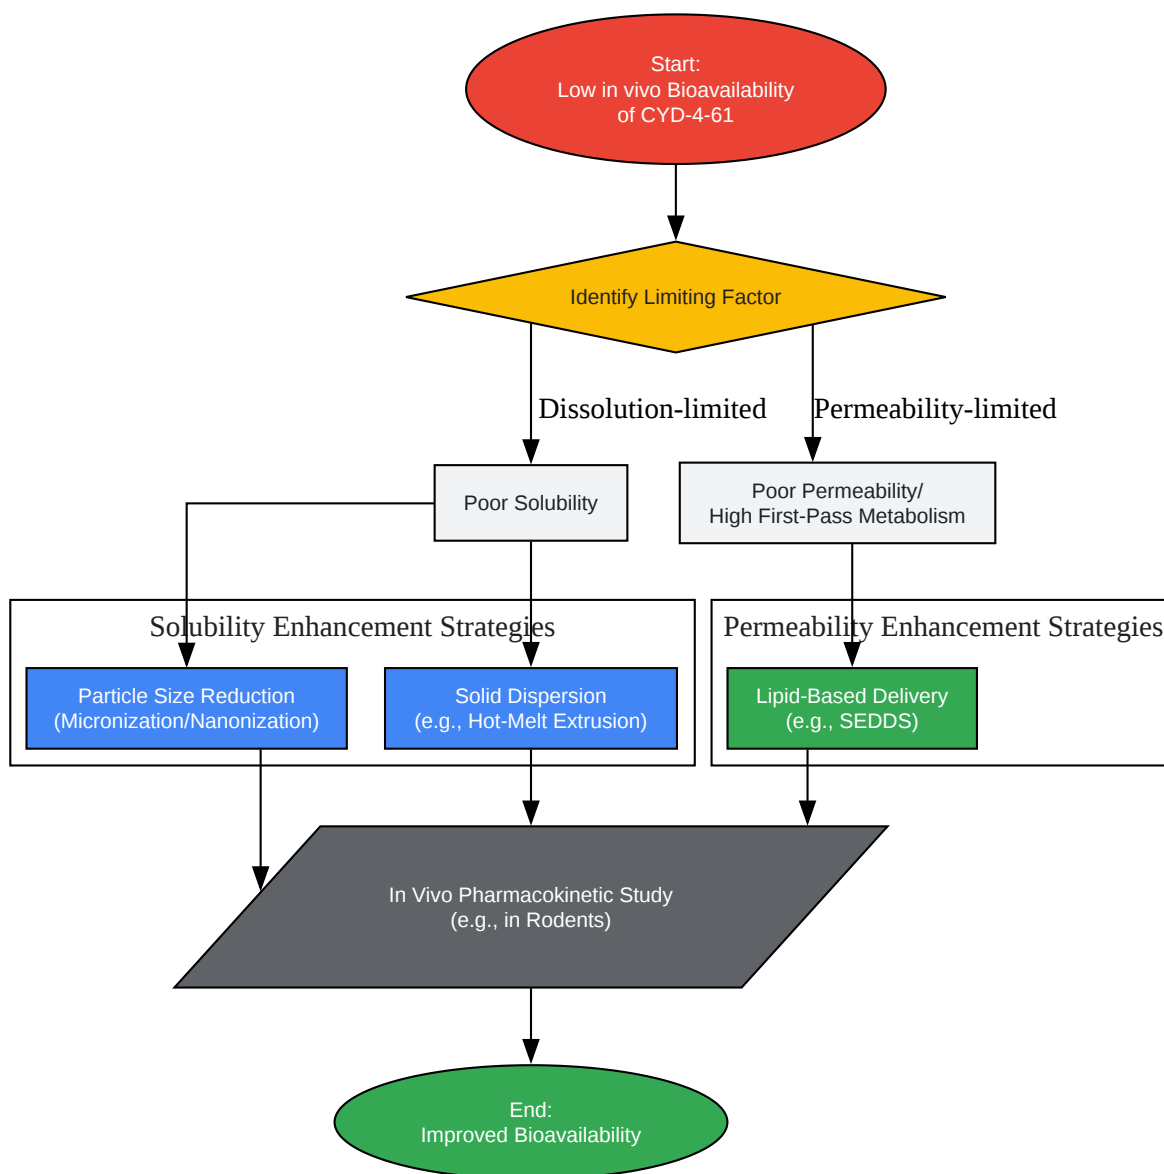 Start:
Low in vivo Bioavailability
of CYD-4-61
Identify Limiting Factor
Dissolution-limited
Permeability-limited
Poor Solubility
Poor Permeability/
High First-Pass Metabolism
Solubility Enhancement Strategies
Permeability Enhancement Strategies
Particle Size Reduction
(Micronization/Nanonization)
Solid Dispersion
(e.g., Hot-Melt Extrusion)
Lipid-Based Delivery
(e.g., SEDDS)
In Vivo Pharmacokinetic Study
(e.g., in Rodents)
End:
Improved Bioavailability